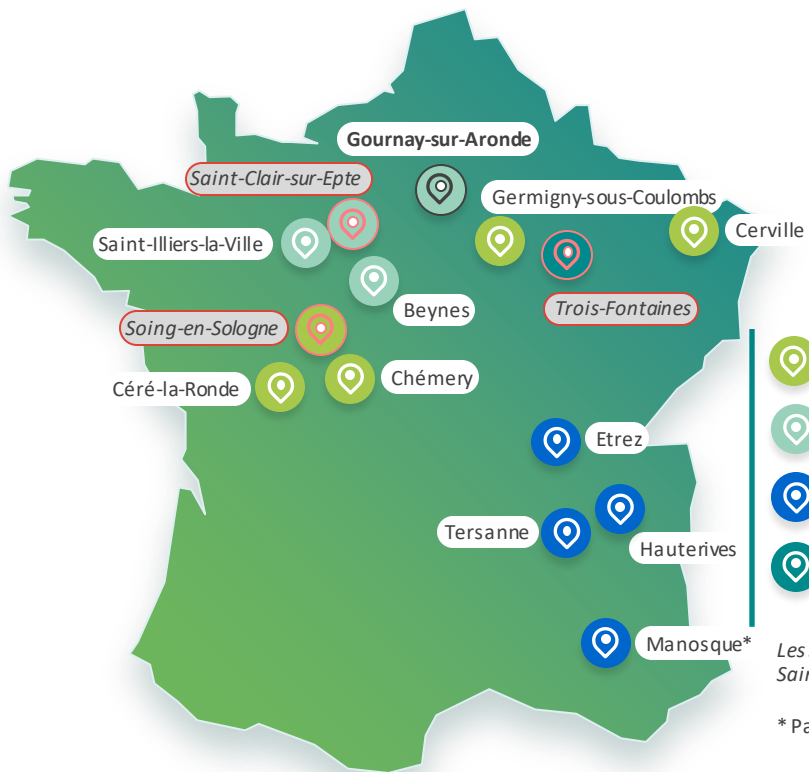 Gournay-sur-Aronde
Saint-Clair-sur-Epte
Germigny-sous-Coulombs
Saint-Illiers-la-Ville
Cerville
Beynes
Trois-Fontaines
Soing-en-Sologne
Céré-la-Ronde
Chémery
Etrez
Tersanne
Hauterives
Manosque*
Les
Sain
* Pa